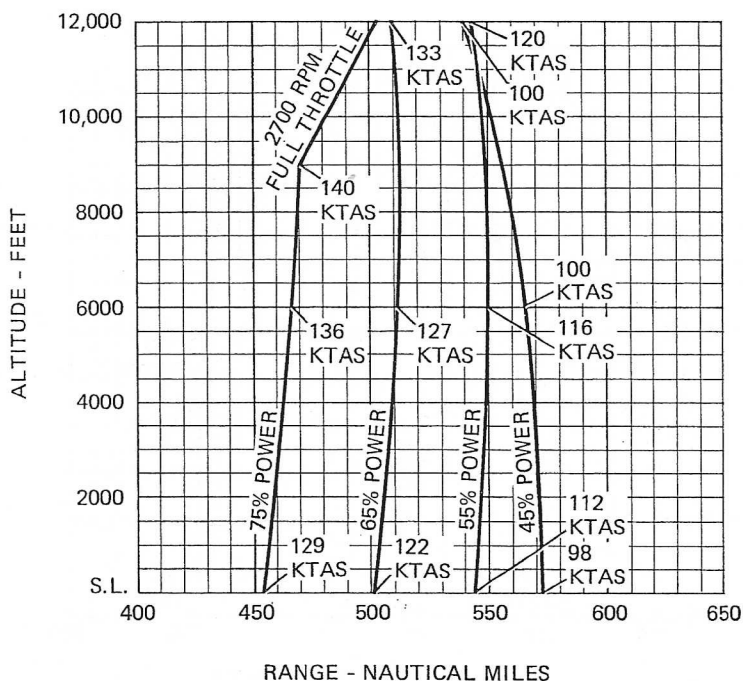 12,000
10,000
8000
6000
4000
2000
S.L.
ALTITUDE - FEET
2700 RPM
FULL THROTTLE
133
KTAS
120
KTAS
100
KTAS
140
KTAS
100
KTAS
136
KTAS
127
KTAS
116
KTAS
75% POWER
65% POWER
55% POWER
45% POWER
112
KTAS
98
KTAS
129
KTAS
122
KTAS
400
450
500
550
600
650
RANGE - NAUTICAL MILES